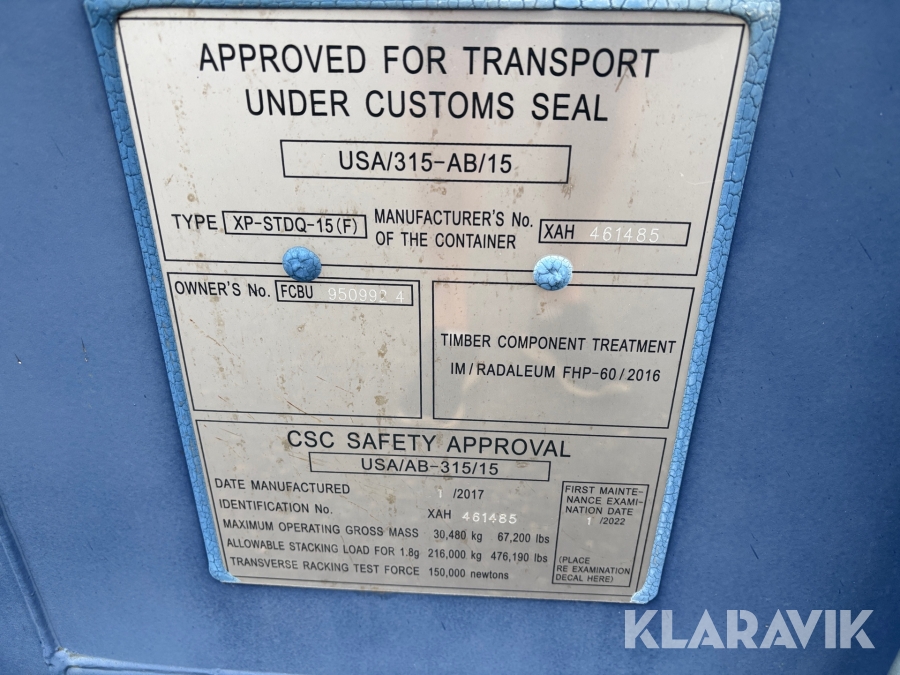 APPROVED FOR TRANSPORT
UNDER CUSTOMS SEAL
USA/315-AB/15
TYPE XP-STDQ-15(F)
MANUFACTURER'S No.
OF THE CONTAINER
XAH 461485
OWNER'S No. FCBU 950992 4
TIMBER COMPONENT TREATMENT
IM/RADALEUM FHP-60/2016
CSC SAFETY APPROVAL
USA/AB-315/15
DATE MANUFACTURED 1 /2017
IDENTIFICATION No. XAH 461485
MAXIMUM OPERATING GROSS MASS 30,480 kg 67,200 lbs
ALLOWABLE STACKING LOAD FOR 1.8g 216,000 kg 476,190 lbs
TRANSVERSE RACKING TEST FORCE 150,000 newtons
FIRST MAINTE-
NANCE EXAMI-
NATION DATE
1 /2022
(PLACE
RE EXAMINATION
DECAL HERE)
KLARAVIK